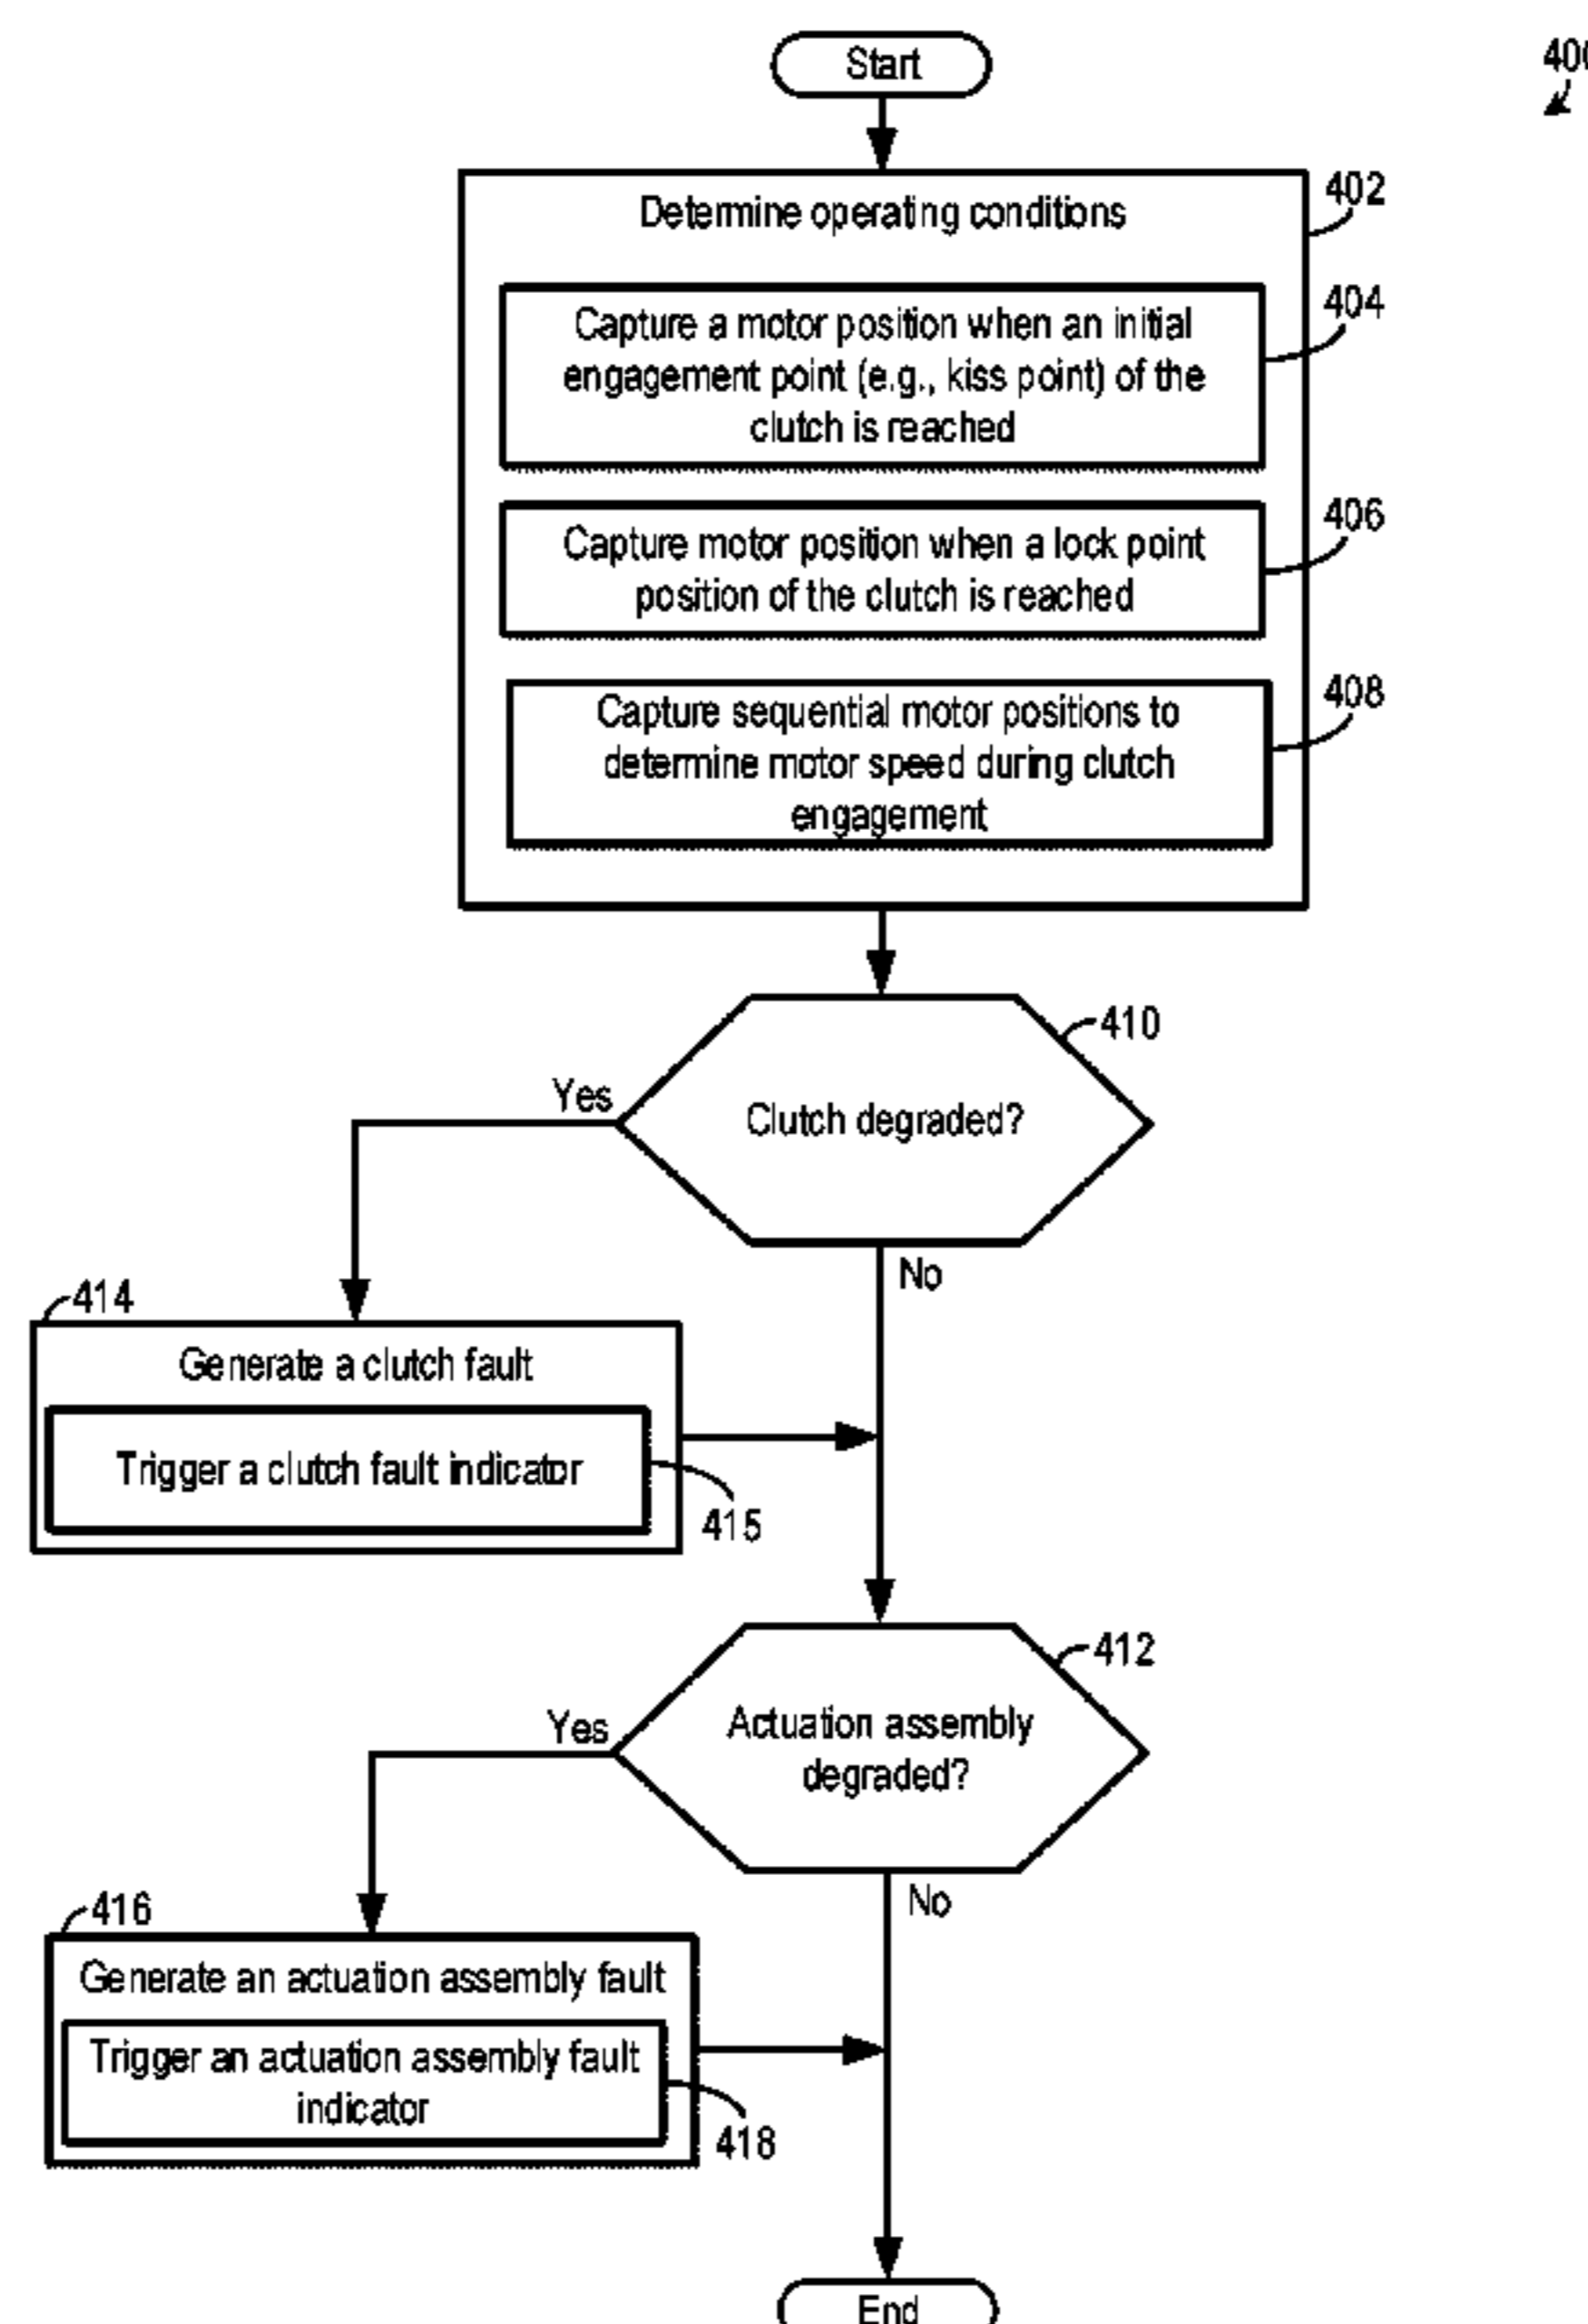 Start
400
402
Determine operating conditions
404
Capture a motor position when an initial
engagement point (e.g., kiss point) of the
clutch is reached
406
Capture motor position when a lock point
position of the clutch is reached
408
Capture sequential motor positions to
determine motor speed during clutch
engagement
410
Yes
Clutch degraded?
No
414
Generate a clutch fault
Trigger a clutch fault indicator
415
412
Yes
Actuation assembly
degraded?
No
416
Generate an actuation assembly fault
Trigger an actuation assembly fault
indicator
418
End